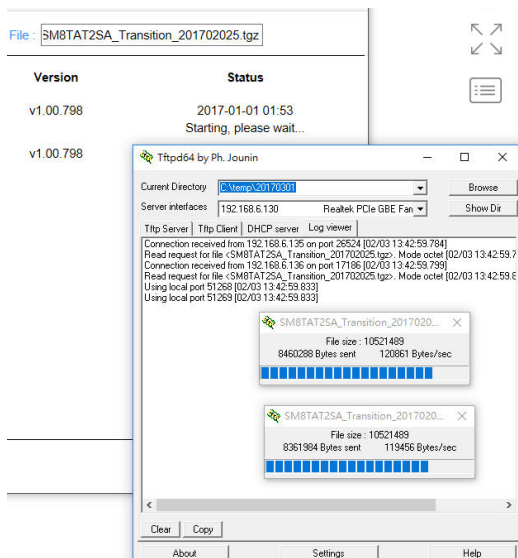 File : SM8TAT2SA_Transition_201702025.tgz
Version Status
v1.00.798 2017-01-01 01:53
Starting, please wait...
v1.00.798
Tftpd64 by Ph. Jounin
Current Directory C:\temp\20170301 Browse
Server interfaces 192.168.6.130 Realtek PCIe GBE Fan Show Dir
Tftp Server Tftp Client DHCP server Log viewer
Connection received from 192.168.6.135 on port 26524 [02/03 13:42:59.784]
Read request for file <SM8TAT2SA_Transition_201702025.tgz>. Mode octet [02/03 13:42:59.7
Connection received from 192.168.6.136 on port 17186 [02/03 13:42:59.799]
Read request for file <SM8TAT2SA_Transition_201702025.tgz>. Mode octet [02/03 13:42:59.8
Using local port 51268 [02/03 13:42:59.833]
Using local port 51269 [02/03 13:42:59.833]
SM8TAT2SA_Transition_2017020...
File size : 10521489
8460288 Bytes sent 120861 Bytes/sec
SM8TAT2SA_Transition_2017020...
File size : 10521489
8361984 Bytes sent 119456 Bytes/sec
Clear Copy
About Settings Help